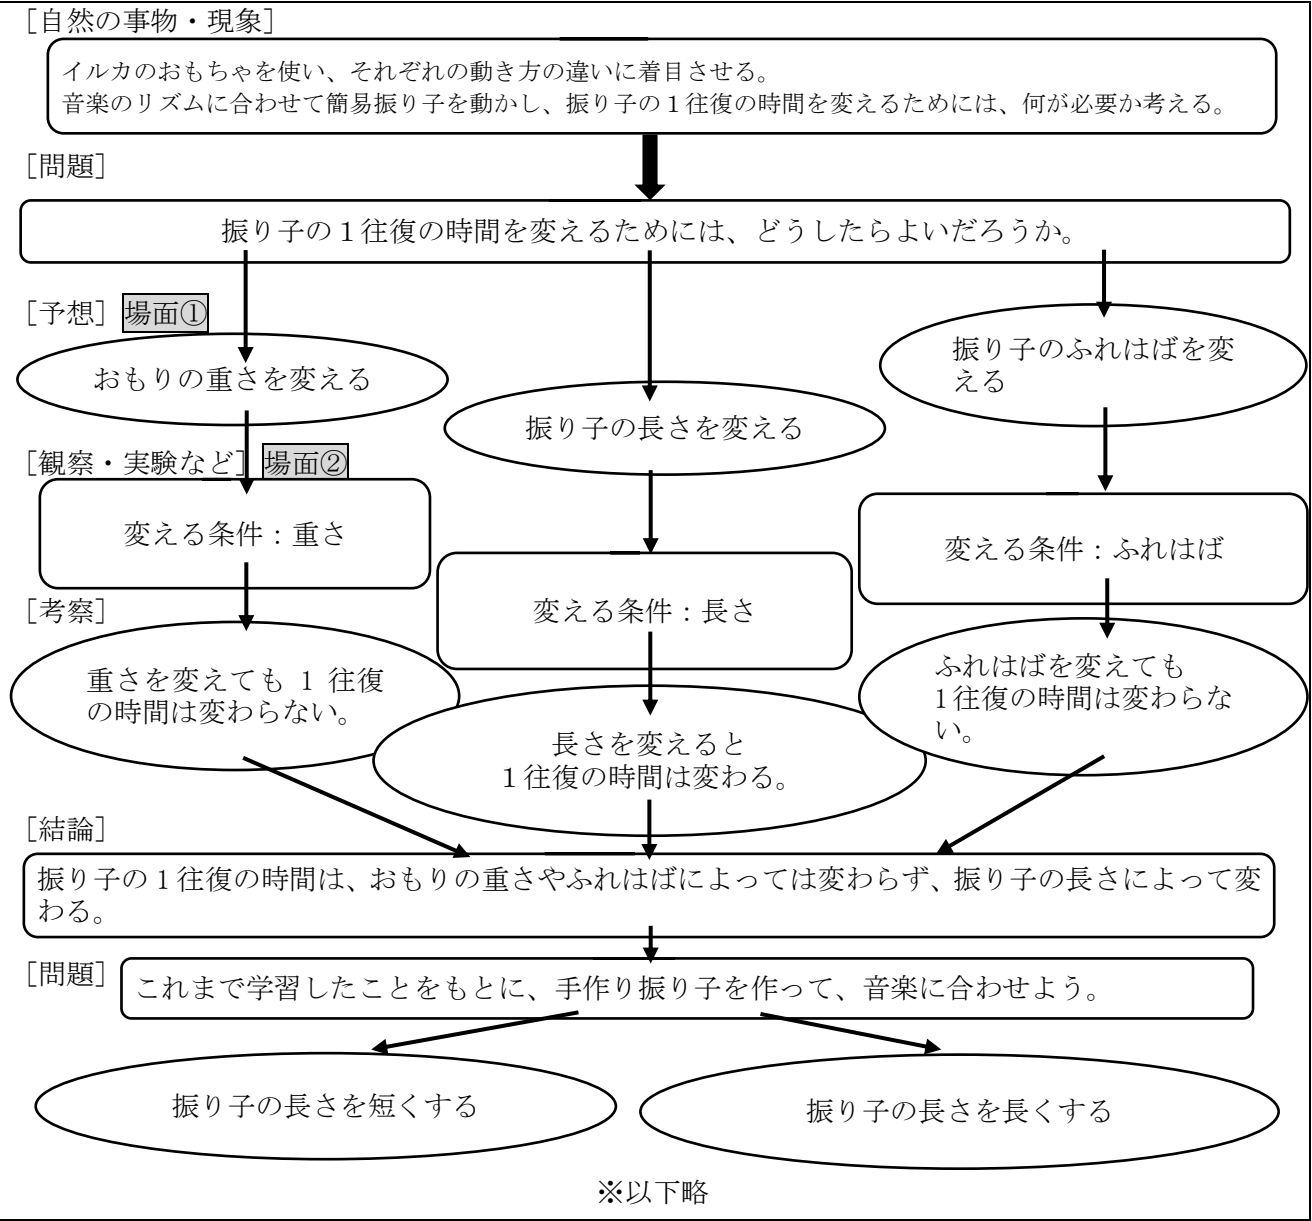 ［自然の事物・現象］
イルカのおもちゃを使い、それぞれの動き方の違いに着目させる。
音楽のリズムに合わせて簡易振り子を動かし、振り子の１往復の時間を変えるためには、何が必要か考える。
［問題］
振り子の１往復の時間を変えるためには、どうしたらよいだろうか。
［予想］ 場面①
おもりの重さを変える
振り子の長さを変える
振り子のふれはばを変
える
［観察・実験など］ 場面②
変える条件：重さ
変える条件：長さ
変える条件：ふれはば
［考察］
重さを変えても 1 往復
の時間は変わらない。
長さを変えると
１往復の時間は変わる。
ふれはばを変えても
1往復の時間は変わらな
い。
［結論］
振り子の１往復の時間は、おもりの重さやふれはばによっては変わらず、振り子の長さによって変
わる。
［問題］
これまで学習したことをもとに、手作り振り子を作って、音楽に合わせよう。
振り子の長さを短くする
振り子の長さを長くする
※以下略